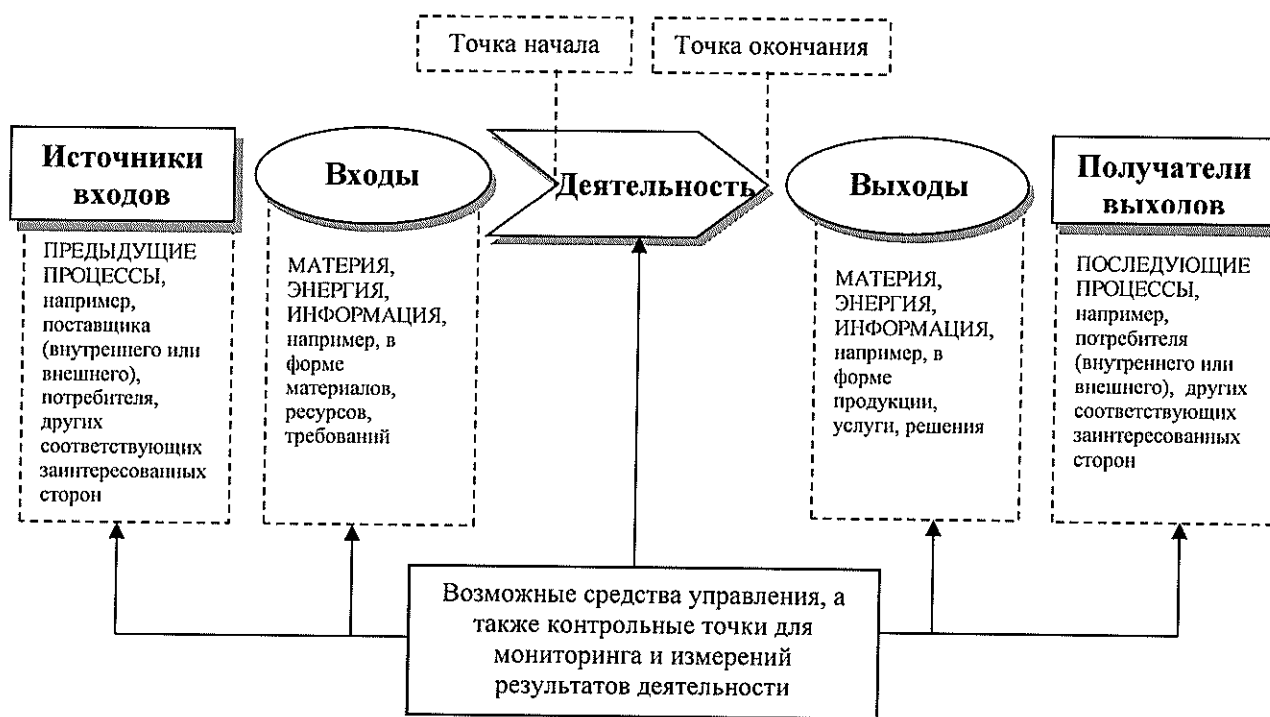 Точка начала
Точка окончания
Источники
входов
Входы
Деятельность
Выходы
Получатели
выхолов
ПРЕДЫДУЩИЕ
ПРОЦЕССЫ,
например,
поставщика
(внутреннего или
внешнего),
потребителя,
других
соответствующих
заинтересованных
сторон
МАТЕРИЯ,
ЭНЕРГИЯ,
ИНФОРМАЦИЯ,
например, в
форме
материалов,
ресурсов,
требований
МАТЕРИЯ,
ЭНЕРГИЯ,
ИНФОРМАЦИЯ,
например, в
форме
продукции,
услуги, решения
ПОСЛЕДУЮЩИЕ
ПРОЦЕССЫ,
например,
потребителя
(внутреннего или
внешнего), других
соответствующих
заинтересованных
сторон
Возможные средства управления, а
также контрольные точки для
мониторинга и измерений
результатов деятельности